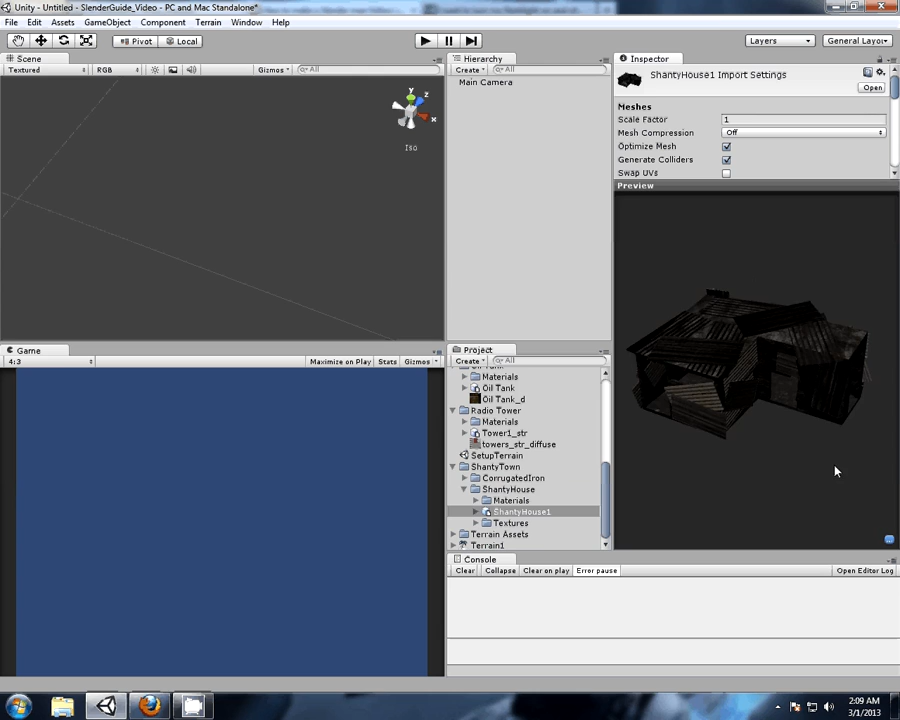 Unity - Untitled - SlenderGuide_Video - PC and Mac Standalone*
File Edit Assets GameObject Component Terrain Window Help
Pivot Local Layers General Layou
Scene
Textured RGB Gizmos All
y z x
Iso
Hierarchy
Create All
Main Camera
Inspector
ShantyHouse1 Import Settings
Open
Meshes
Scale Factor 1
Mesh Compression Off
Optimize Mesh
Generate Colliders
Swap UVs
Preview
Game
4:3 Maximize on Play Stats Gizmos
Project
Create All
Materials
Oil Tank
Oil Tank_d
Radio Tower
Materials
Tower1_str
towers_str_diffuse
SetupTerrain
ShantyTown
CorrugatedIron
ShantyHouse
Materials
ShantyHouse1
Textures
Terrain Assets
Terrain1
Console
Clear Collapse Clear on play Error pause Open Editor Log
2:09 AM
3/1/2013